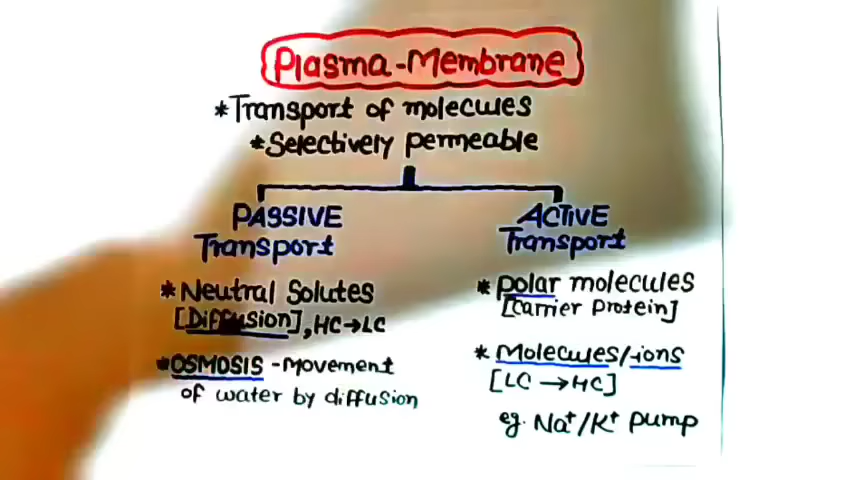 Plasma-Membrane
*Transport of molecules
*Selectively permeable
PASSIVE
Transport
*Neutral Solutes
[Diffusion], HC→LC
*OSMOSIS - Movement
of water by diffusion
ACTIVE
Transport
*polar molecules
[Carrier Protein]
*Molecules/ions
[LC→HC]
eg. Na⁺/K⁺ pump